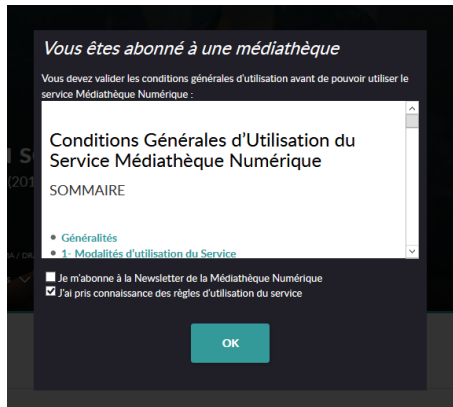 Vous êtes abonné à une médiathèque
Vous devez valider les conditions générales d'utilisation avant de pouvoir utiliser le
service Médiathèque Numérique :
Conditions Générales d'Utilisation du
Service Médiathèque Numérique
SOMMAIRE
• Généralités
• 1- Modalités d'utilisation du Service
Je m'abonne à la Newsletter de la Médiathèque Numérique
J'ai pris connaissance des règles d'utilisation du service
OK